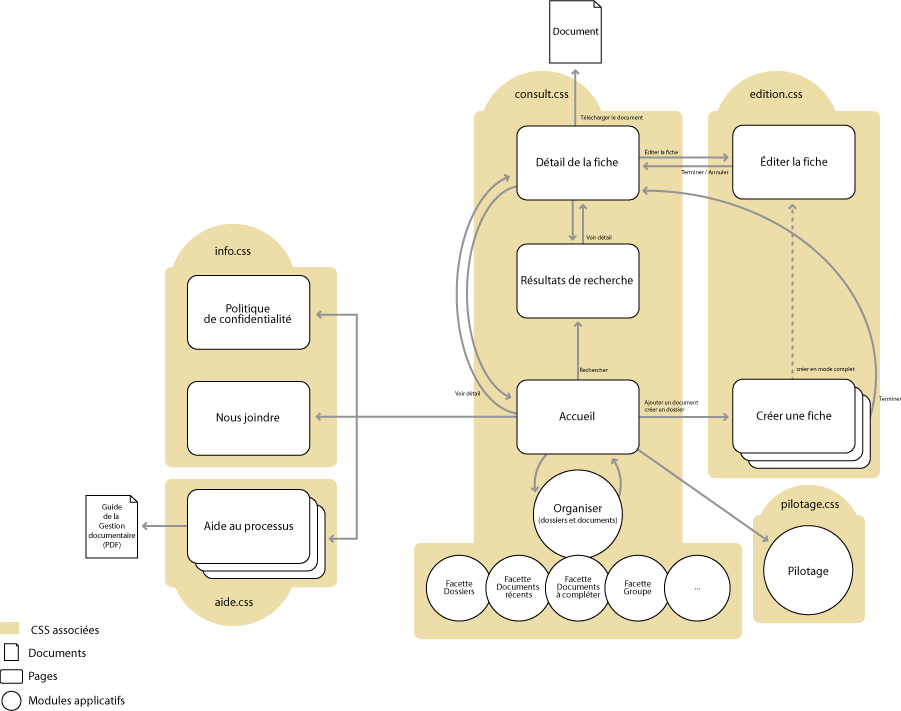 Document
consult.css
edition.css
Télécharger le document
Détail de la fiche
Éditer la fiche
Terminer / Annuler
Éditer la fiche
Voir détail
info.css
Résultats de recherche
Politique
de confidentialité
Rechercher
créer en mode complet
Voir détail
Terminer
Nous joindre
Accueil
Ajouter un document
créer un dossier
Créer une fiche
Guide
de la
Gestion
documentaire
(PDF)
Aide au processus
Organiser
(dossiers et documents)
pilotage.css
Pilotage
Facette
Dossiers
Facette
Documents
récents
Facette
Documents
à compléter
Facette
Groupe
...
aide.css
CSS associées
Documents
Pages
Modules applicatifs